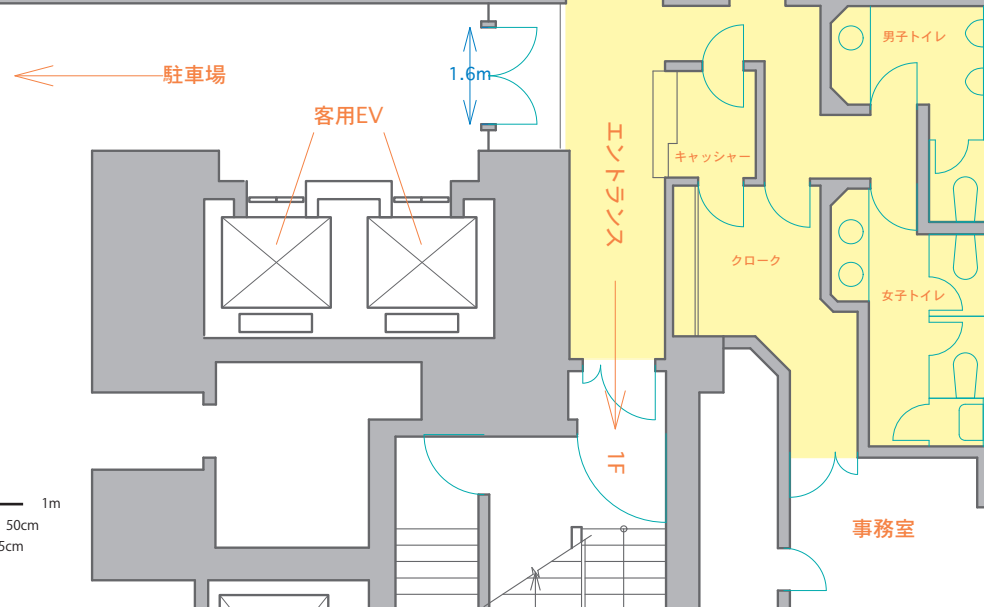 男子トイレ
駐車場
1.6m
客用EV
エントランス
キャッシャー
クローク
女子トイレ
1F
1m
50cm
5cm
事務室